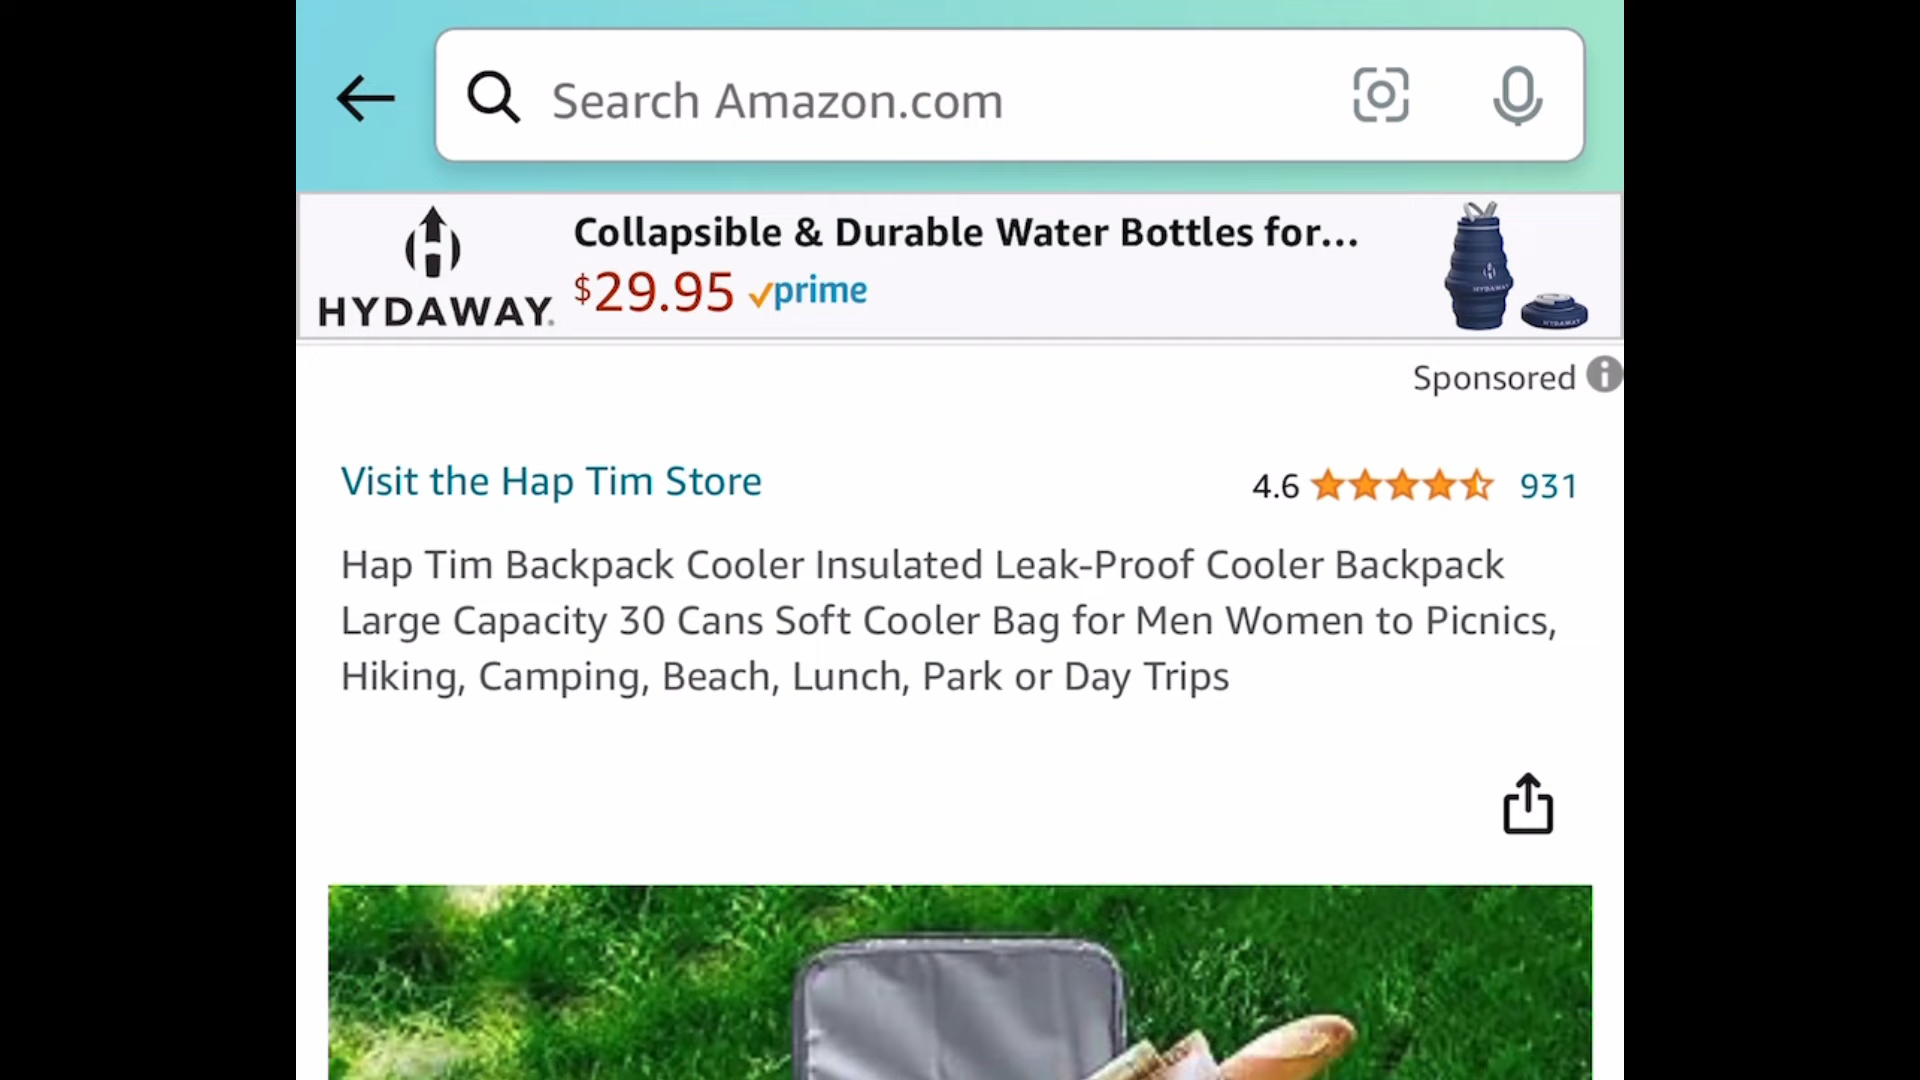 Search Amazon.com
Collapsible & Durable Water Bottles for...
$29.95 prime
HYDAWAY
HYDAWAY
HYDAWAY
Sponsored
Visit the Hap Tim Store
4.6 931
Hap Tim Backpack Cooler Insulated Leak-Proof Cooler Backpack
Large Capacity 30 Cans Soft Cooler Bag for Men Women to Picnics,
Hiking, Camping, Beach, Lunch, Park or Day Trips